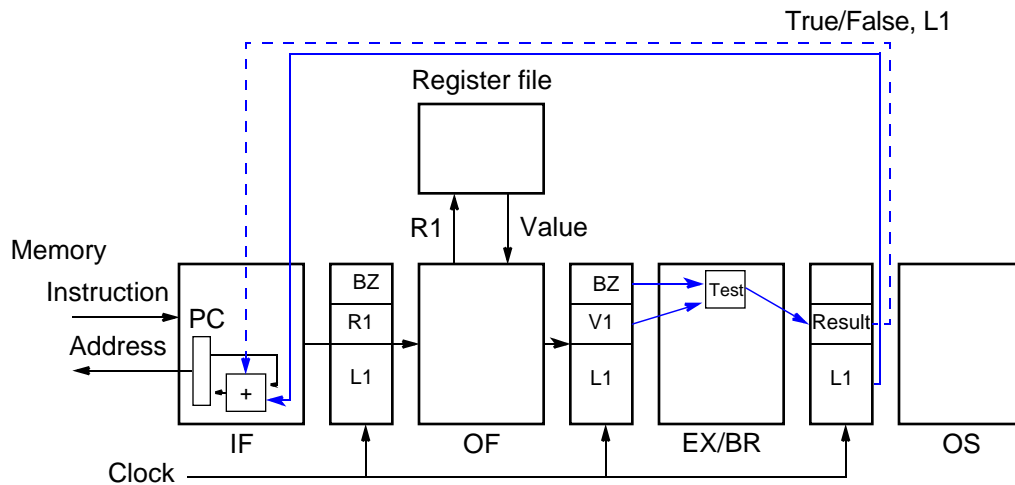 True/False, L1
Register file
R1
Value
Memory
Instruction
PC
Address
+
BZ
R1
L1
BZ
V1
L1
Test
Result
L1
IF
OF
EX/BR
OS
Clock